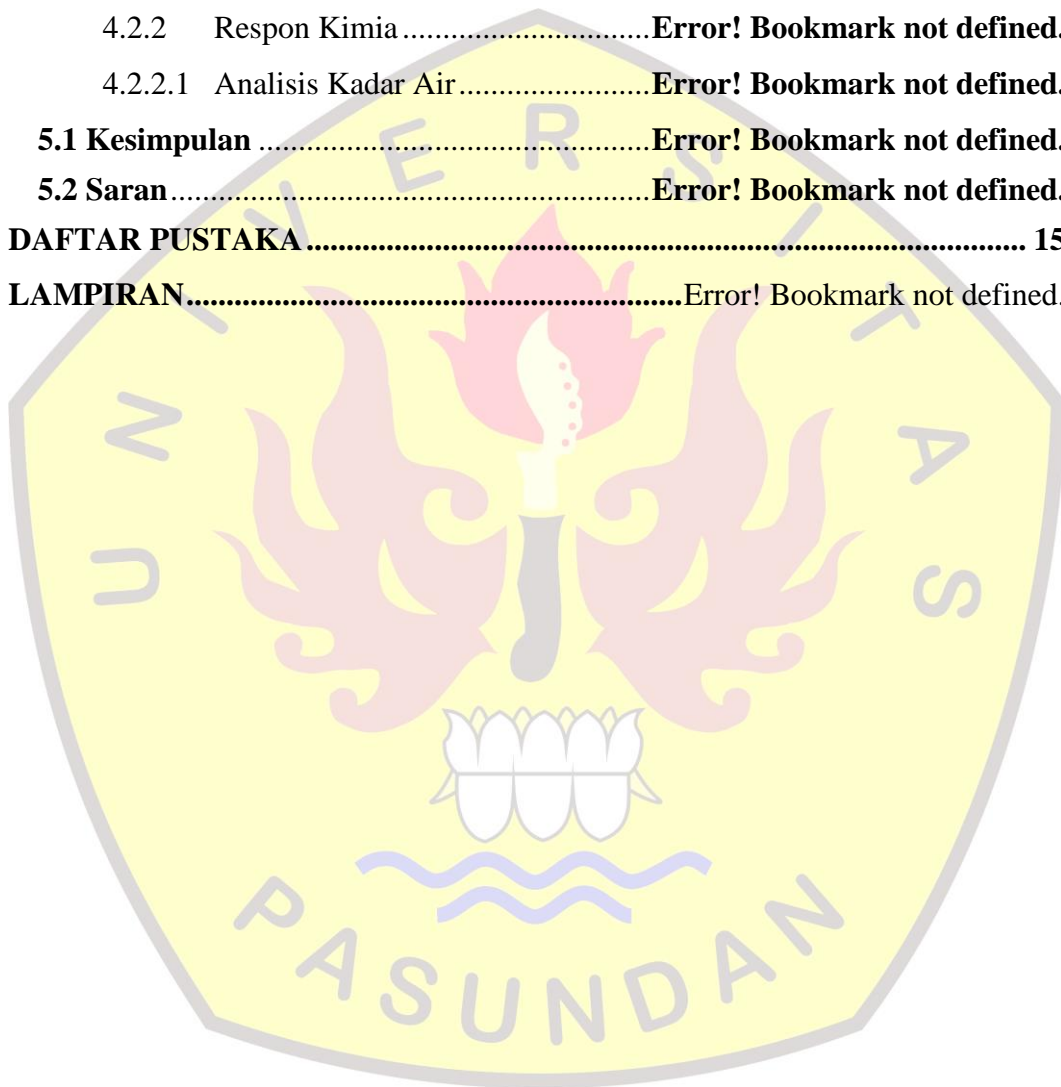 4.2.2 Respon Kimia ............................... Error! Bookmark not defined.
4.2.2.1 Analisis Kadar Air ........................ Error! Bookmark not defined.
5.1 Kesimpulan .................................................. Error! Bookmark not defined.
5.2 Saran ............................................................. Error! Bookmark not defined.
DAFTAR PUSTAKA ............................................................................................ 15
LAMPIRAN ............................................................... Error! Bookmark not defined.
UNIVERSITAS
PASUNDAN